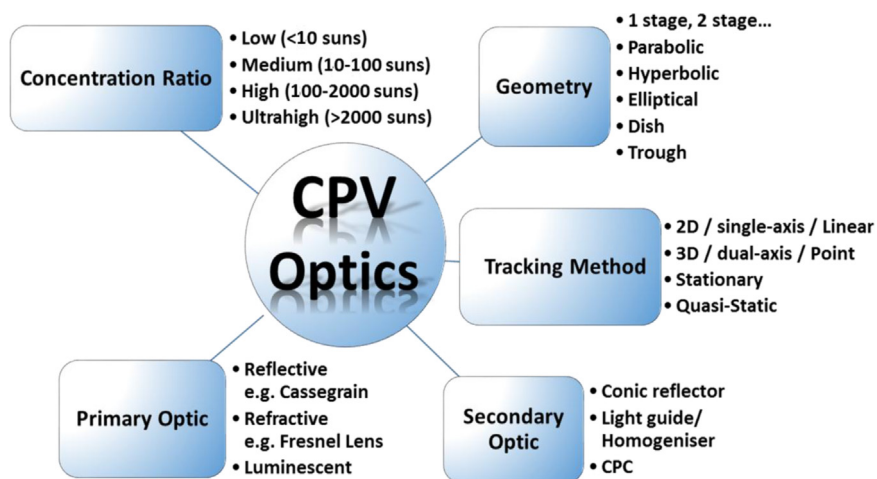 Concentration Ratio
• Low (<10 suns)
• Medium (10-100 suns)
• High (100-2000 suns)
• Ultrahigh (>2000 suns)
Geometry
• 1 stage, 2 stage...
• Parabolic
• Hyperbolic
• Elliptical
• Dish
• Trough
CPV
Optics
Tracking Method
• 2D / single-axis / Linear
• 3D / dual-axis / Point
• Stationary
• Quasi-Static
Primary Optic
• Reflective
e.g. Cassegrain
• Refractive
e.g. Fresnel Lens
• Luminescent
Secondary
Optic
• Conic reflector
• Light guide/
Homogeniser
• CPC